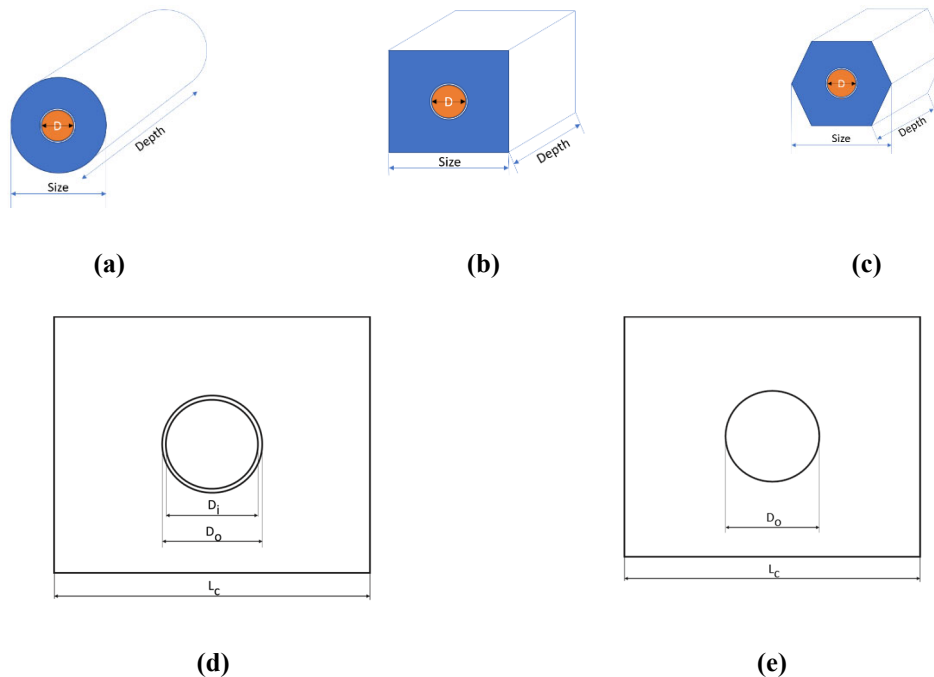 D
Depth
Size
(a)
D
Depth
Size
(b)
D
Depth
Size
(c)
Di
Do
Lc
(d)
Do
Lc
(e)